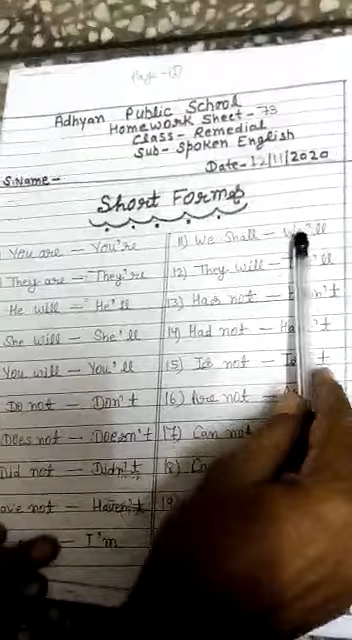 Page-(5)
Adhyan Public School
Homework Sheet-73
Class- Remedial
Sub- Spoken English
Date-12/11/2020
S.Name-
Short Forms
You are - You're
They are - They're
He will - He'll
She will - She'll
You will - You'll
Do not - Don't
Does not - Doesn't
Did not - Didn't
Haven't
I'm
11) We Shall - We'll
12) They will -
13) Has not -
14) Had not -
15) Is not -
16) Are not -
17) Can not
18)
19)